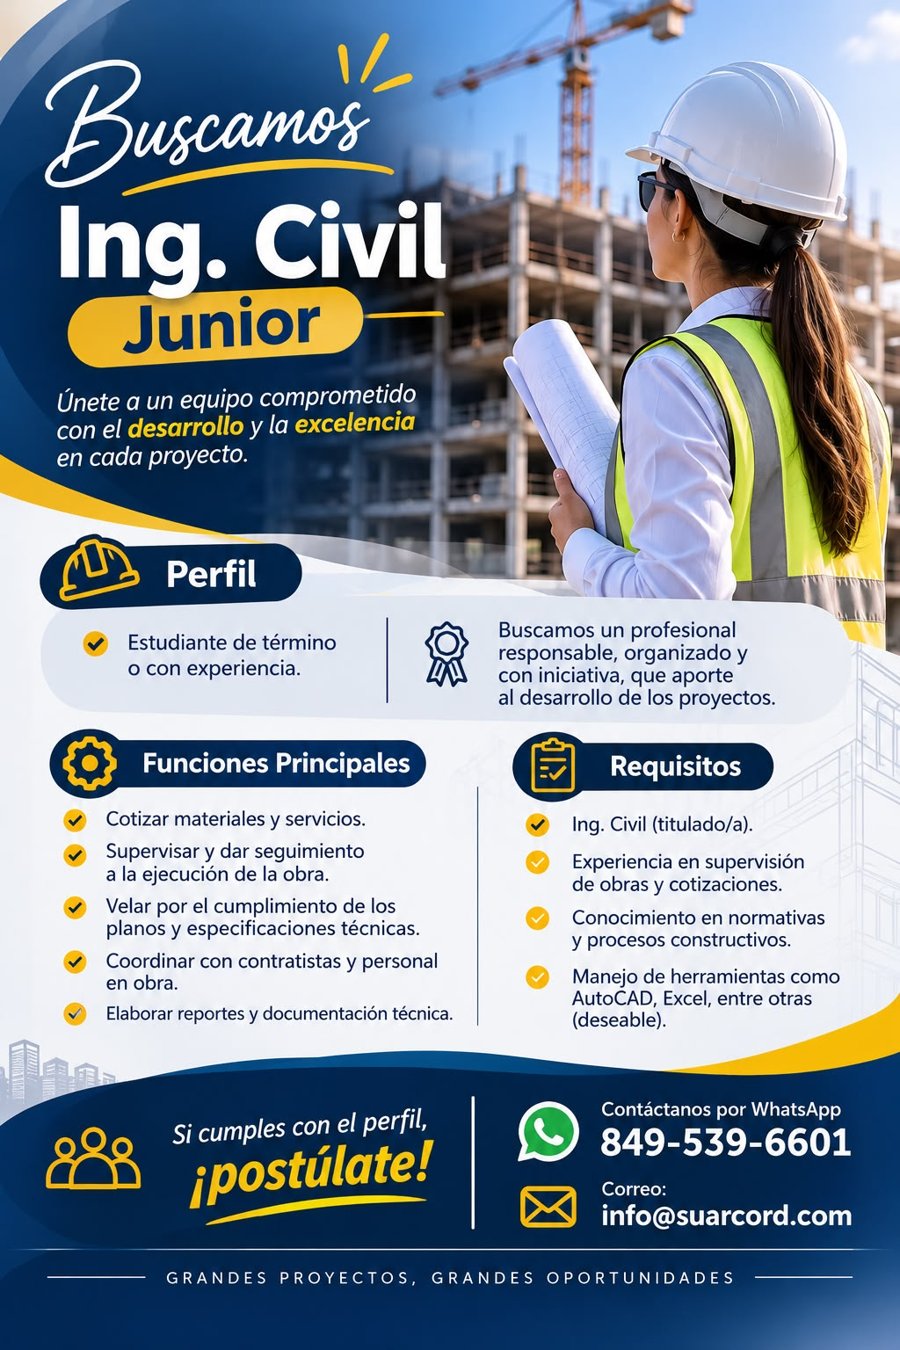 Buscamos
Ing. Civil
Junior
Únete a un equipo comprometido
con el desarrollo y la excelencia
en cada proyecto.
Perfil
Estudiante de término
o con experiencia.
Buscamos un profesional
responsable, organizado y
con iniciativa, que aporte
al desarrollo de los proyectos.
Funciones Principales
Cotizar materiales y servicios.
Supervisar y dar seguimiento
a la ejecución de la obra.
Velar por el cumplimiento de los
planos y especificaciones técnicas.
Coordinar con contratistas y personal
en obra.
Elaborar reportes y documentación técnica.
Requisitos
Ing. Civil (titulado/a).
Experiencia en supervisión
de obras y cotizaciones.
Conocimiento en normativas
y procesos constructivos.
Manejo de herramientas como
AutoCAD, Excel, entre otras
(deseable).
Si cumples con el perfil,
¡postúlate!
Contáctanos por WhatsApp
849-539-6601
Correo:
info@suarcord.com
GRANDES PROYECTOS, GRANDES OPORTUNIDADES